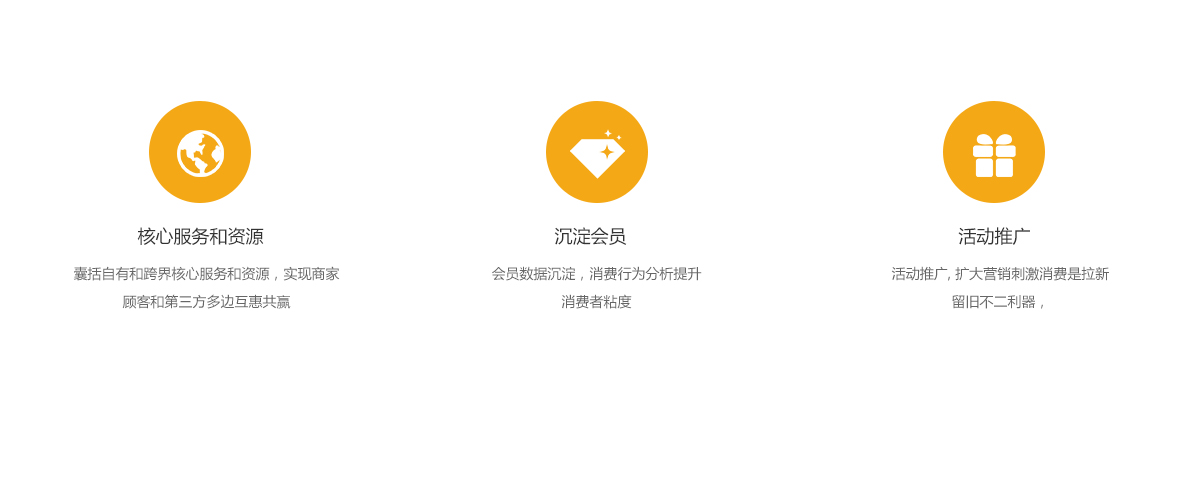 核心服务和资源
囊括自有和跨界核心服务和资源，实现商家
顾客和第三方多边互惠共赢
沉淀会员
会员数据沉淀，消费行为分析提升
消费者粘度
活动推广
活动推广, 扩大营销刺激消费是拉新
留旧不二利器，